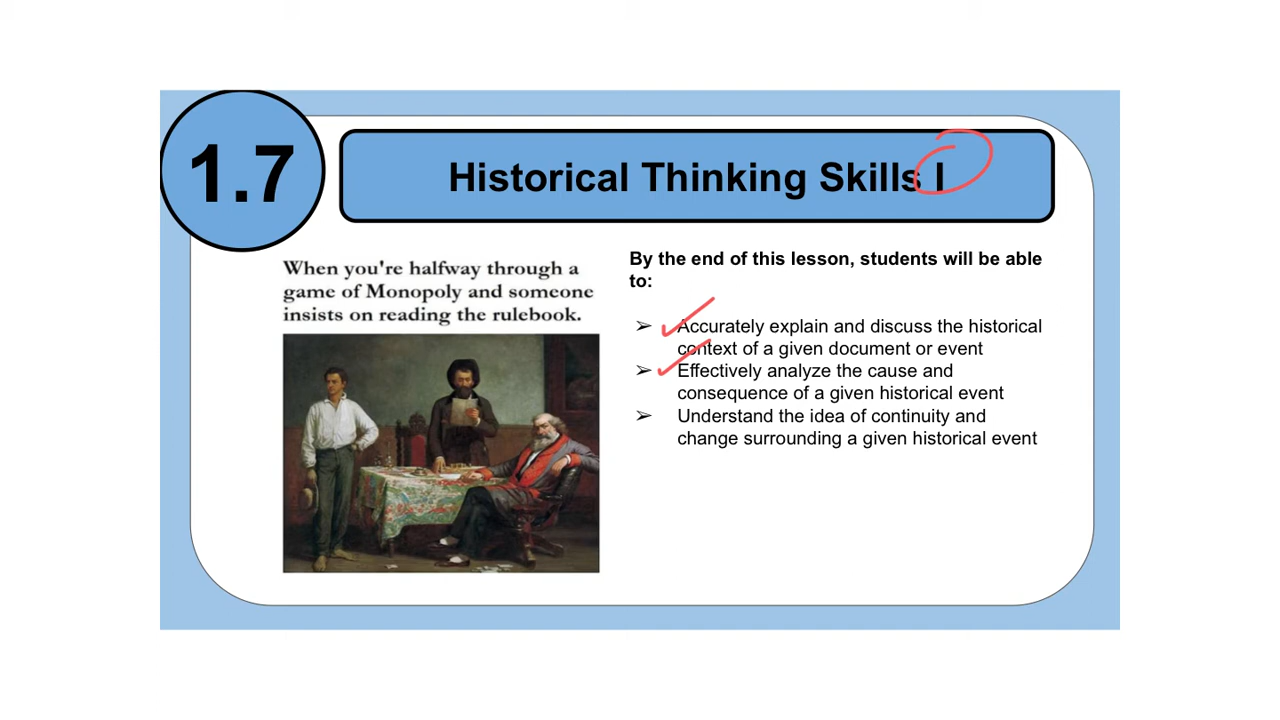 1.7
Historical Thinking Skills I
When you're halfway through a
game of Monopoly and someone
insists on reading the rulebook.
By the end of this lesson, students will be able
to:
➢ Accurately explain and discuss the historical
context of a given document or event
➢ Effectively analyze the cause and
consequence of a given historical event
➢ Understand the idea of continuity and
change surrounding a given historical event